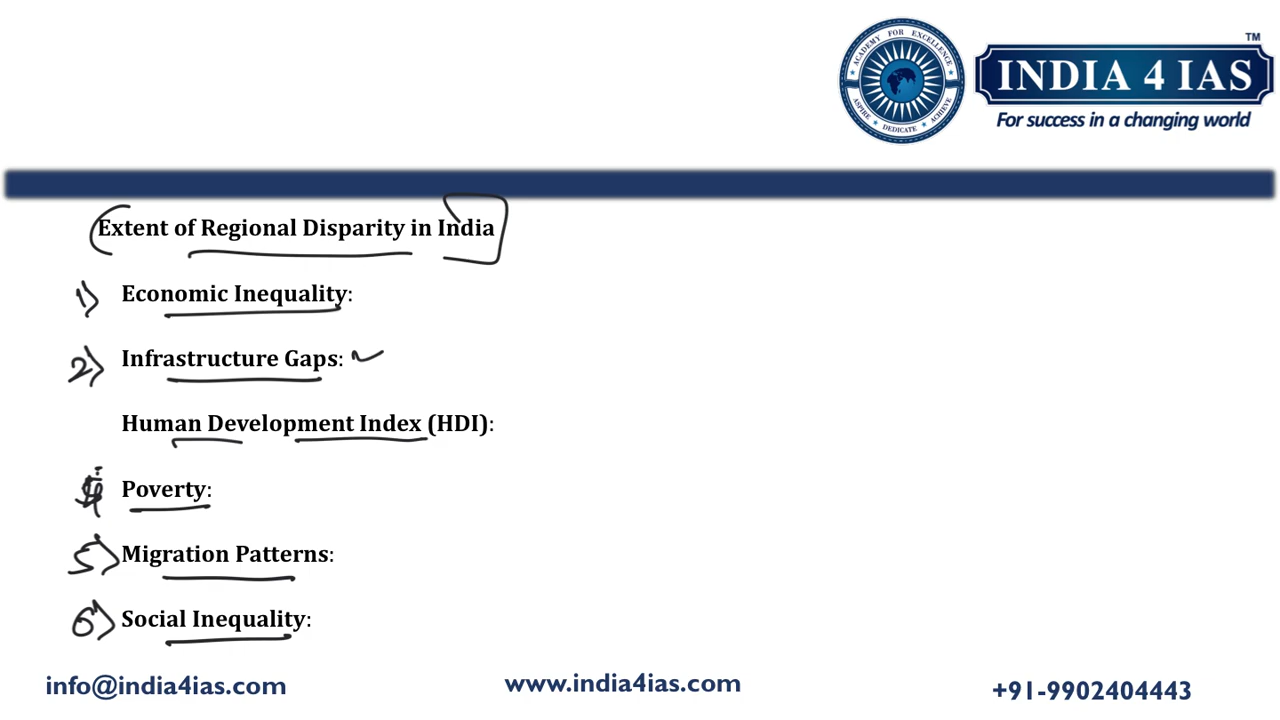 ACADEMY FOR EXCELLENCE
ASPIRE ★ DEDICATE ★ ACHIEVE
TM
INDIA 4 IAS
For success in a changing world
Extent of Regional Disparity in India
1) Economic Inequality:
2) Infrastructure Gaps:
Human Development Index (HDI):
Poverty:
5) Migration Patterns:
6) Social Inequality:
info@india4ias.com
www.india4ias.com
+91-9902404443